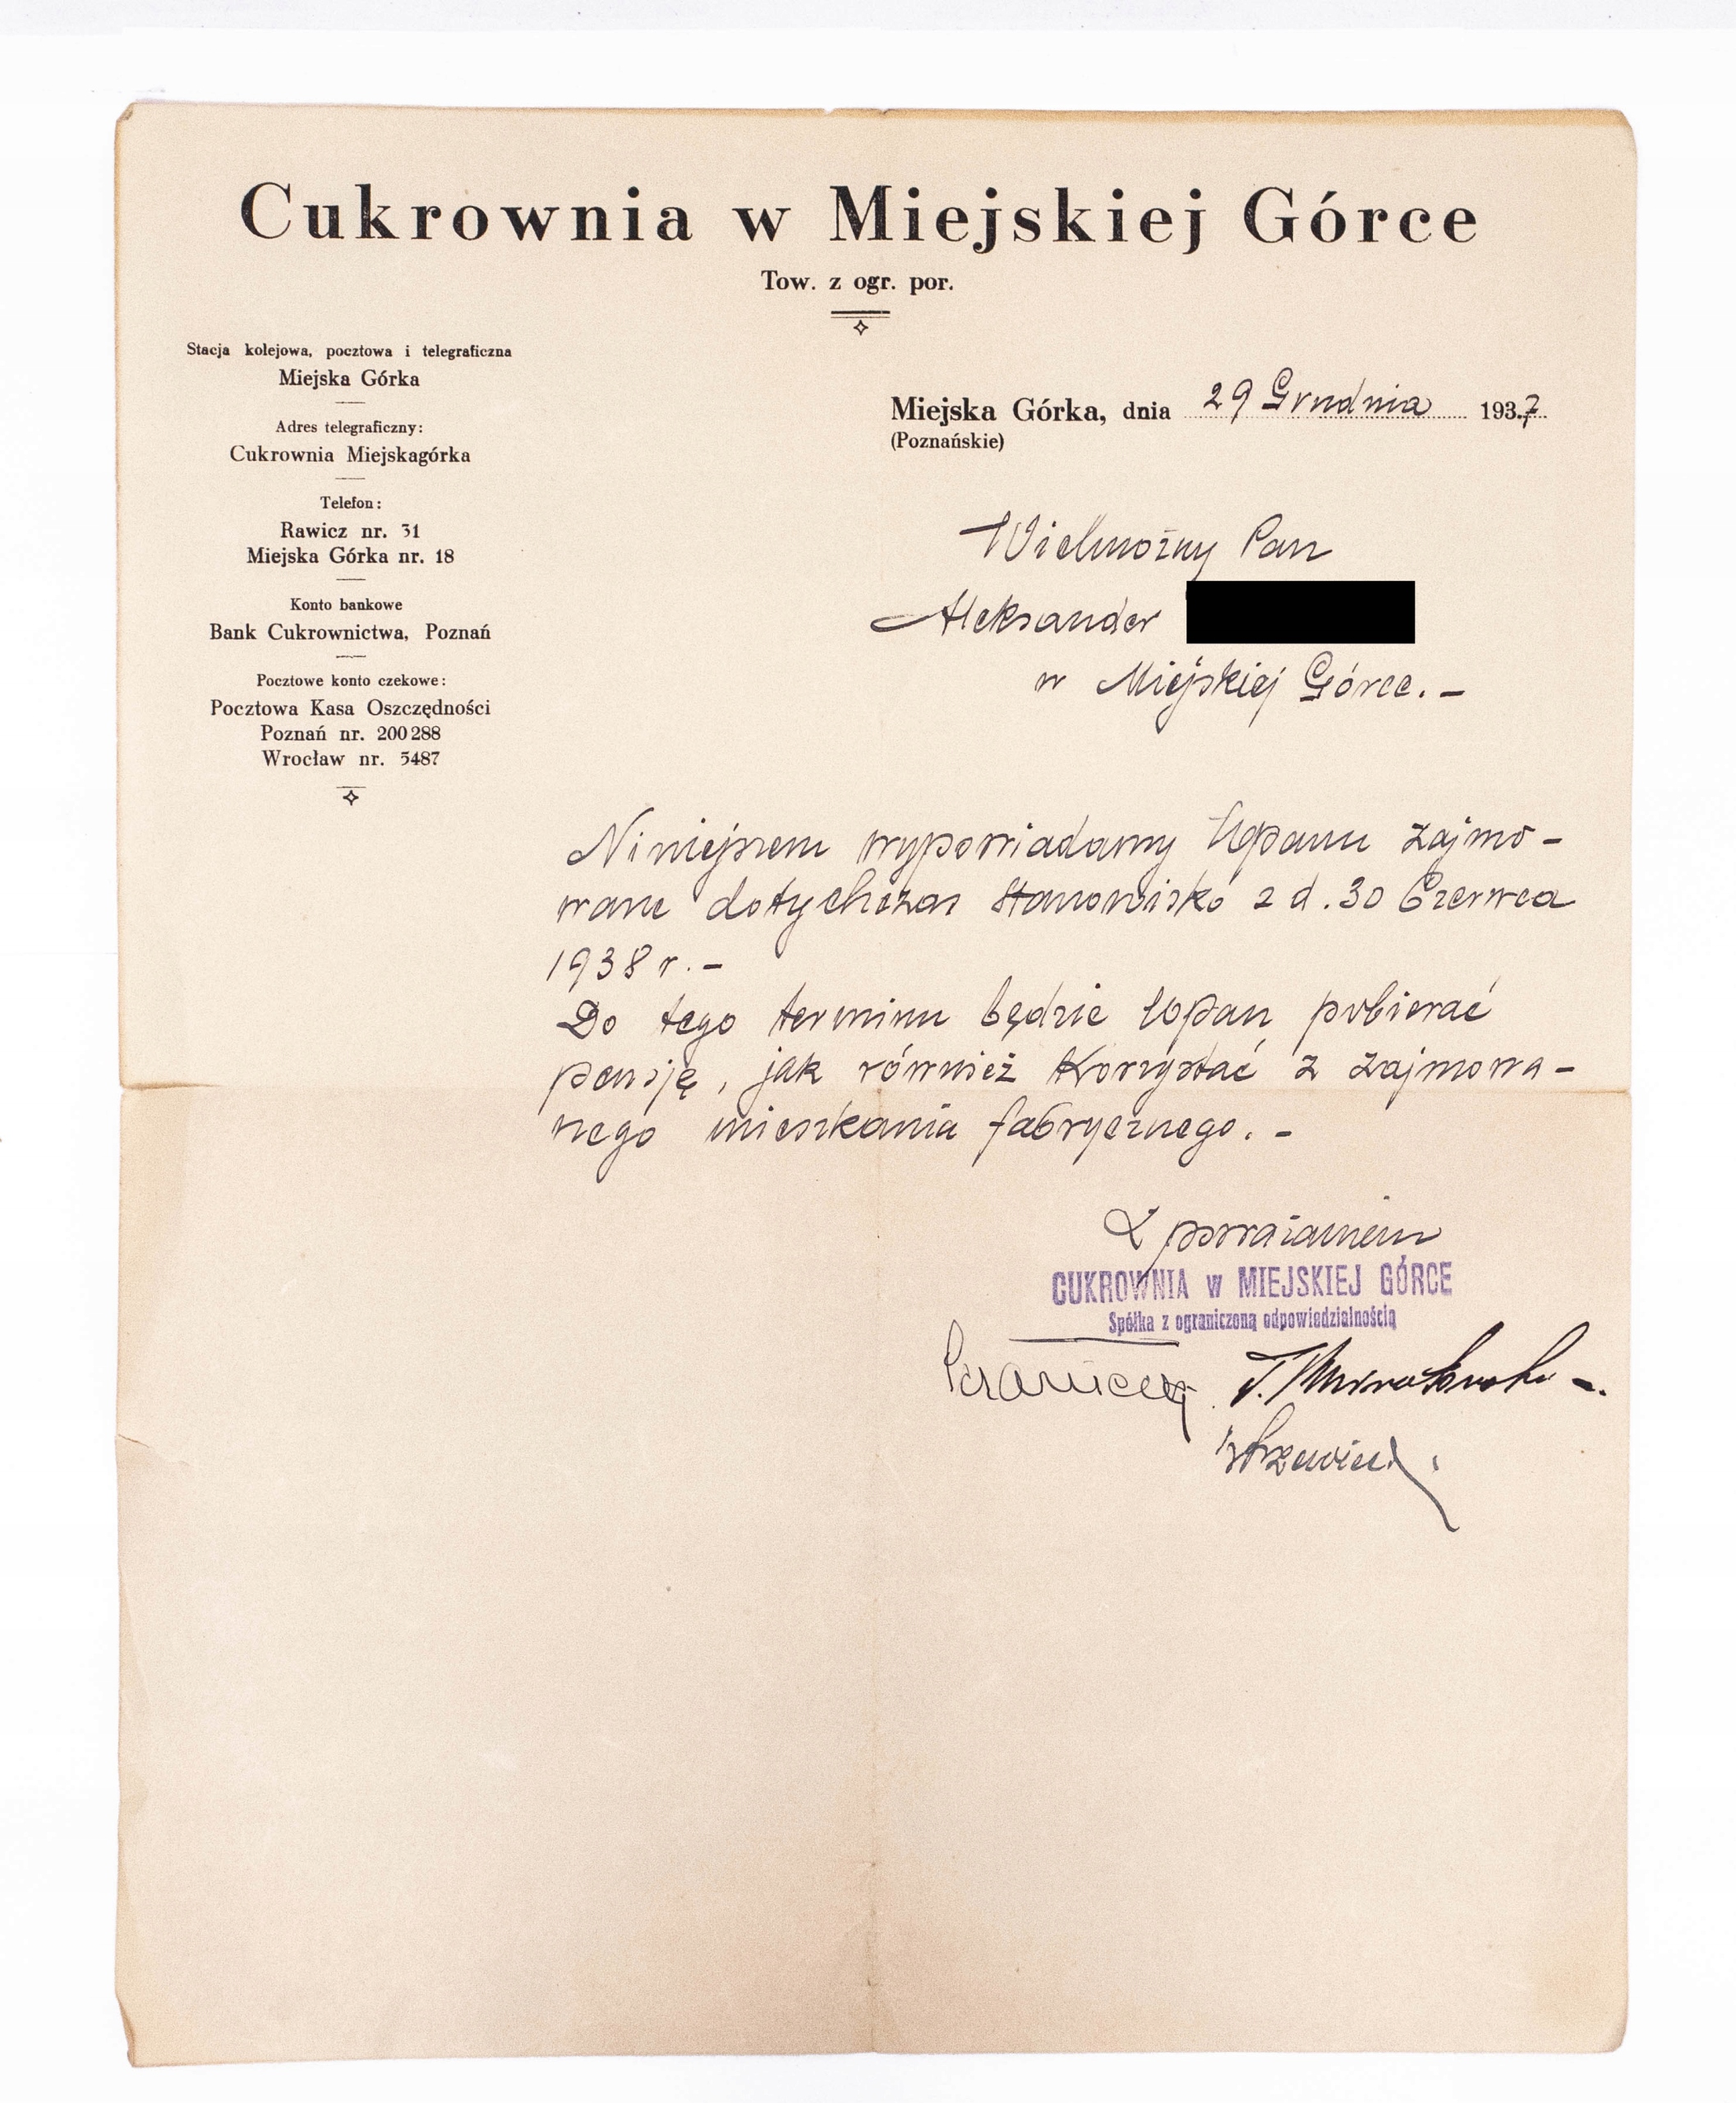 Cukrownia w Miejskiej Górce
Tow. z ogr. por.
Stacja kolejowa, pocztowa i telegraficzna
Miejska Górka
Adres telegraficzny:
Cukrownia Miejskagórka
Telefon:
Rawicz nr. 31
Miejska Górka nr. 18
Konto bankowe
Bank Cukrownictwa, Poznań
Pocztowe konto czekowe:
Pocztowa Kasa Oszczędności
Poznań nr. 200 288
Wrocław nr. 5487
Miejska Górka, dnia 29 Grudnia 1937
(Poznańskie)
Wielmożny Pan
Aleksander
w Miejskiej Górce. -
Niniejszem wypowiadamy WPanu zajmo-
wane dotychczas stanowisko z d. 30 Czerwca
1938 r. -
Do tego terminu będzie WPan pobierać
pensję, jak również korzystać z zajmowa-
nego mieszkania fabrycznego. -
Z poważaniem
CUKROWNIA w MIEJSKIEJ GÓRCE
Spółka z ograniczoną odpowiedzialnością